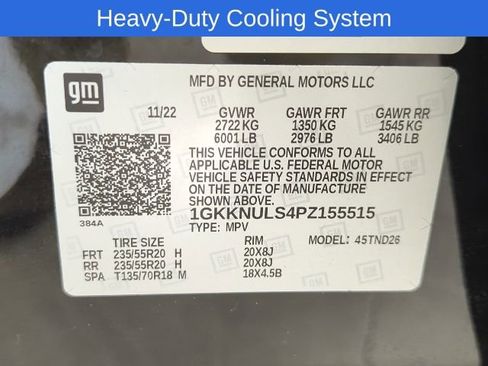 Heavy-Duty Cooling System
gm
MFD BY GENERAL MOTORS LLC
11/22 GVWR GAWR FRT GAWR RR
2722 KG 1350 KG 1545 KG
6001 LB 2976 LB 3406 LB
THIS VEHICLE CONFORMS TO ALL
APPLICABLE U.S. FEDERAL MOTOR
VEHICLE SAFETY STANDARDS IN EFFECT
ON THE DATE OF MANUFACTURE
SHOWN ABOVE.
384A
1GKKNULS4PZ155515
TYPE: MPV MODEL: 45TND26
TIRE SIZE RIM
FRT 235/55R20 H 20X8J
RR 235/55R20 H 20X8J
SPA T135/70R18 M 18X4.5B